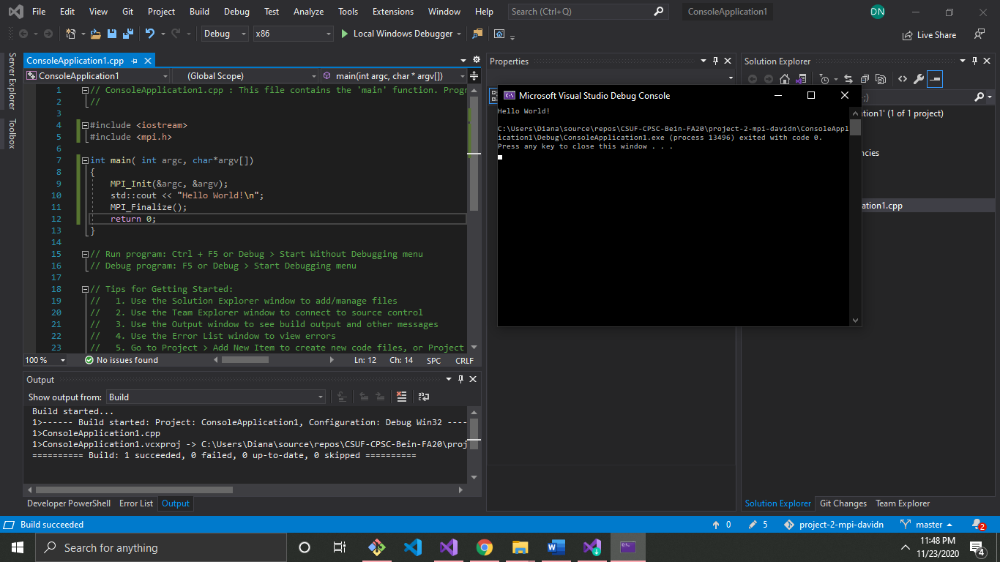 File Edit View Git Project Build Debug Test Analyze Tools Extensions Window Help Search (Ctrl+Q) ConsoleApplication1 DN
Debug x86 Local Windows Debugger Live Share
Server Explorer
Toolbox
ConsoleApplication1.cpp
ConsoleApplication1 (Global Scope) main(int argc, char * argv[])
1 // ConsoleApplication1.cpp : This file contains the 'main' function. Progr
2 //
3
4 #include <iostream>
5 #include <mpi.h>
6
7 int main( int argc, char*argv[])
8 {
9 MPI_Init(&argc, &argv);
10 std::cout << "Hello World!\n";
11 MPI_Finalize();
12 return 0;
13 }
14
15 // Run program: Ctrl + F5 or Debug > Start Without Debugging menu
16 // Debug program: F5 or Debug > Start Debugging menu
17
18 // Tips for Getting Started:
19 // 1. Use the Solution Explorer window to add/manage files
20 // 2. Use the Team Explorer window to connect to source control
21 // 3. Use the Output window to see build output and other messages
22 // 4. Use the Error List window to view errors
23 // 5. Go to Project > Add New Item to create new code files, or Project
100 % No issues found Ln: 12 Ch: 14 SPC CRLF
Output
Show output from: Build
Build started...
1>------ Build started: Project: ConsoleApplication1, Configuration: Debug Win32 ----
1>ConsoleApplication1.cpp
1>ConsoleApplication1.vcxproj -> C:\Users\Diana\source\repos\CSUF-CPSC-Bein-FA20\proj
========== Build: 1 succeeded, 0 failed, 0 up-to-date, 0 skipped ==========
Developer PowerShell Error List Output
Properties
Microsoft Visual Studio Debug Console
Hello World!
C:\Users\Diana\source\repos\CSUF-CPSC-Bein-FA20\project-2-mpi-davidn\ConsoleAppl
ication1\Debug\ConsoleApplication1.exe (process 13496) exited with code 0.
Press any key to close this window . . .
Solution Explorer
;)
ation1' (1 of 1 project)
ncies
ation1.cpp
Solution Explorer Git Changes Team Explorer
Build succeeded 0 5 project-2-mpi-davidn master 2
Search for anything
11:48 PM
11/23/2020
4